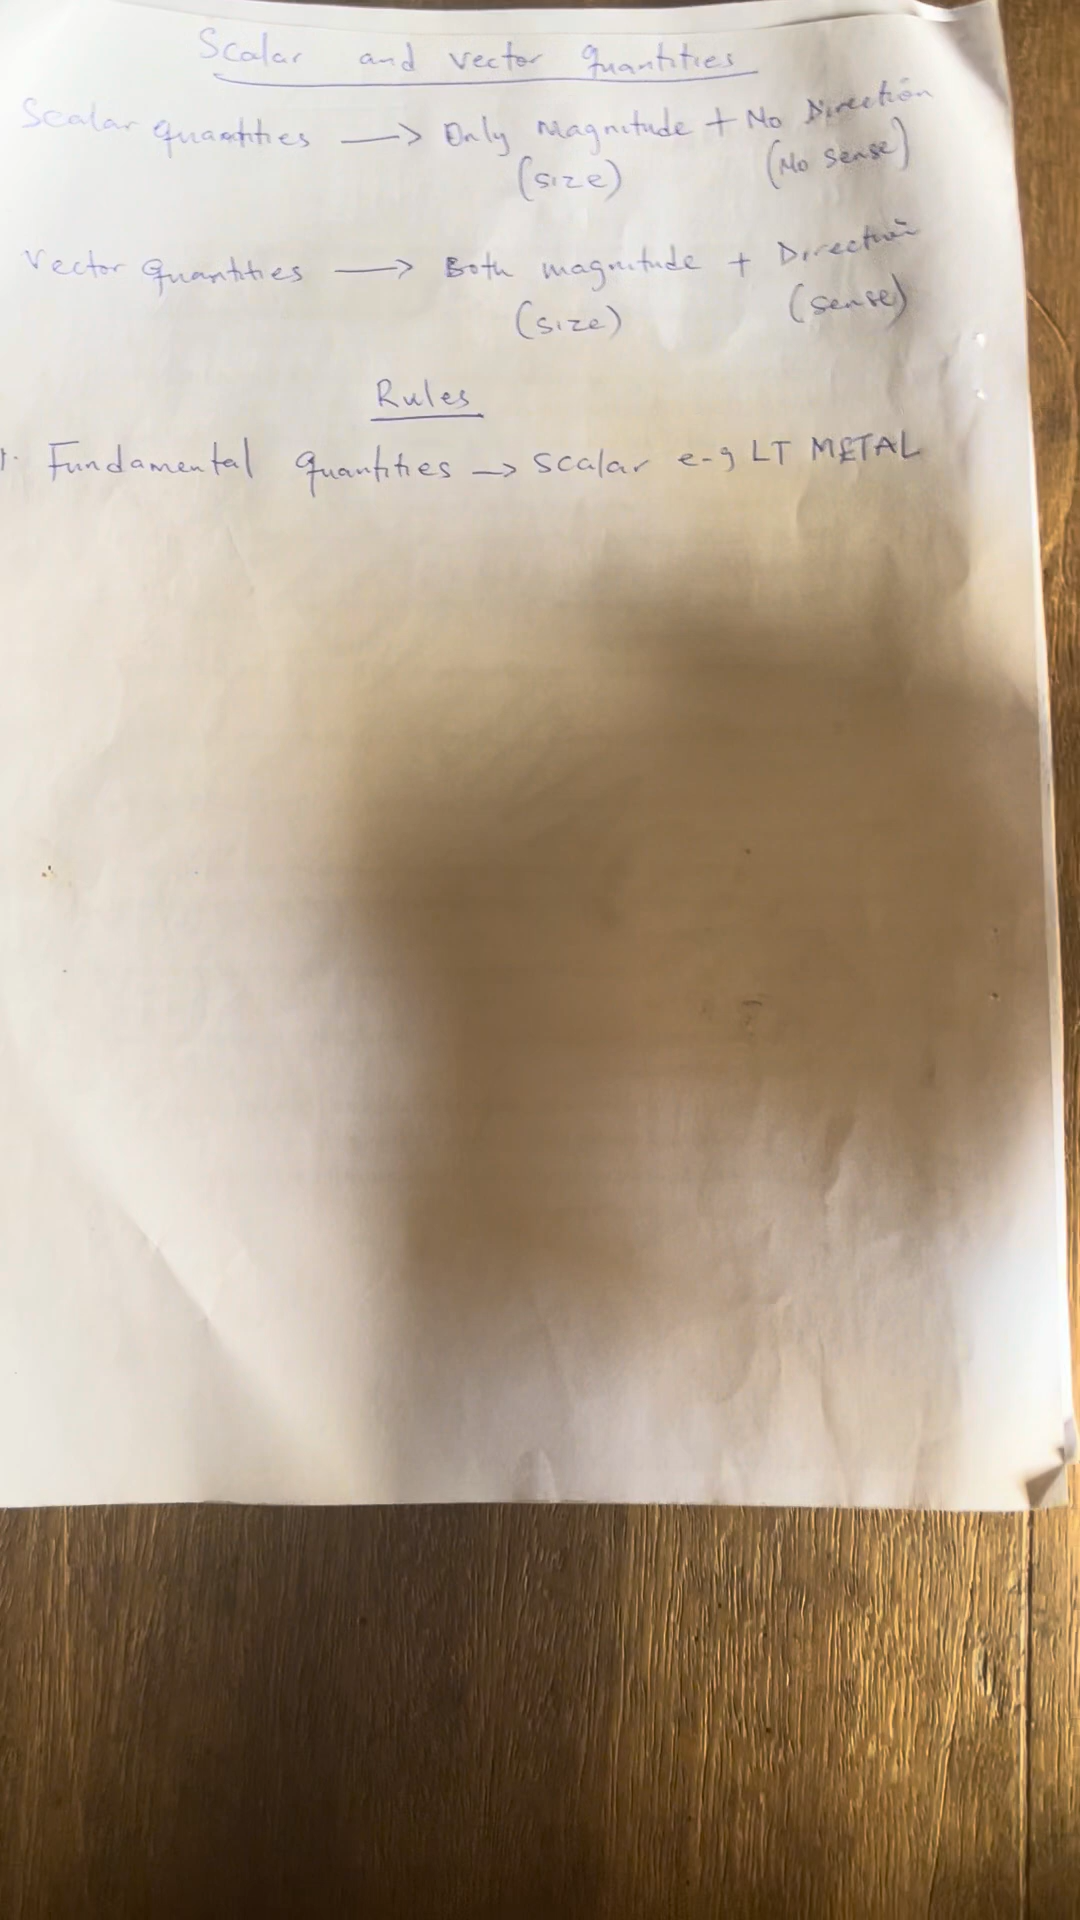 Scalar and vector quantities
Scalar quantities → Only Magnitude + No Direction
(size) (No sense)
Vector quantities → Both magnitude + Direction
(size) (sense)
Rules
1. Fundamental quantities → scalar e-g LT METAL